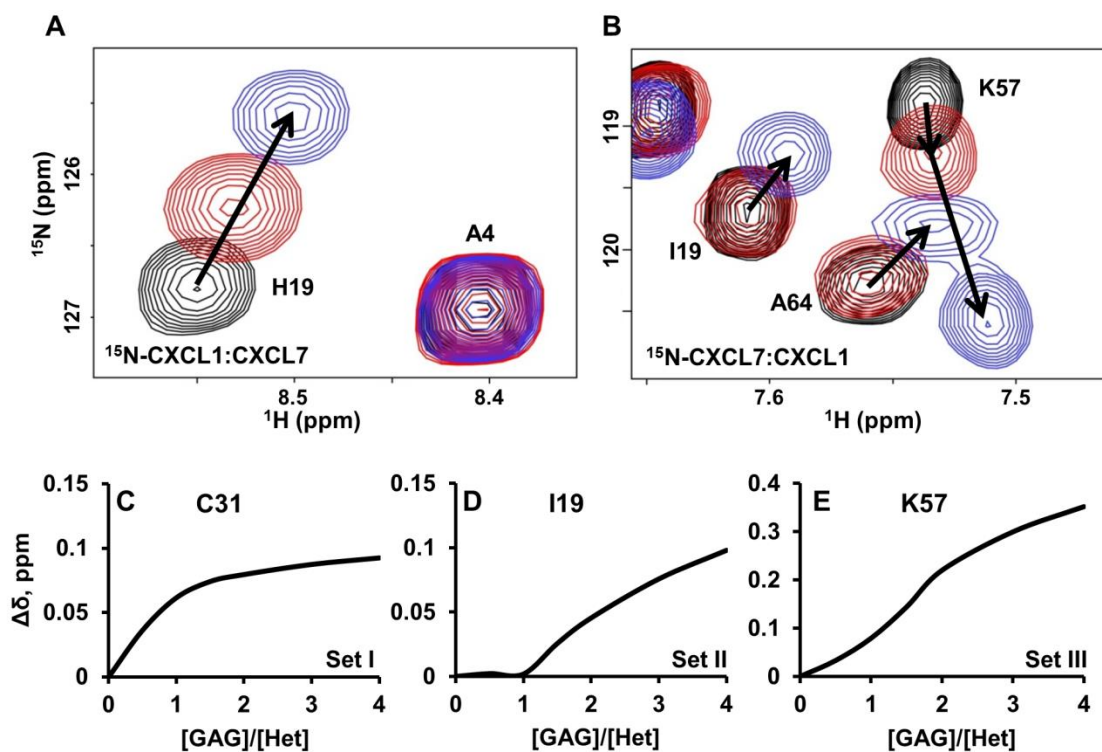 A
B
¹⁵N (ppm)
126
127
H19
A4
¹⁵N-CXCL1:CXCL7
8.5
8.4
¹H (ppm)
¹⁵N (ppm)
119
120
K57
I19
A64
¹⁵N-CXCL7:CXCL1
7.6
7.5
¹H (ppm)
Δδ, ppm
0.15
0.1
0.05
0
C
C31
Set I
0
1
2
3
4
[GAG]/[Het]
0.15
0.1
0.05
0
D
I19
Set II
0
1
2
3
4
[GAG]/[Het]
0.4
0.3
0.2
0.1
0
E
K57
Set III
0
1
2
3
4
[GAG]/[Het]